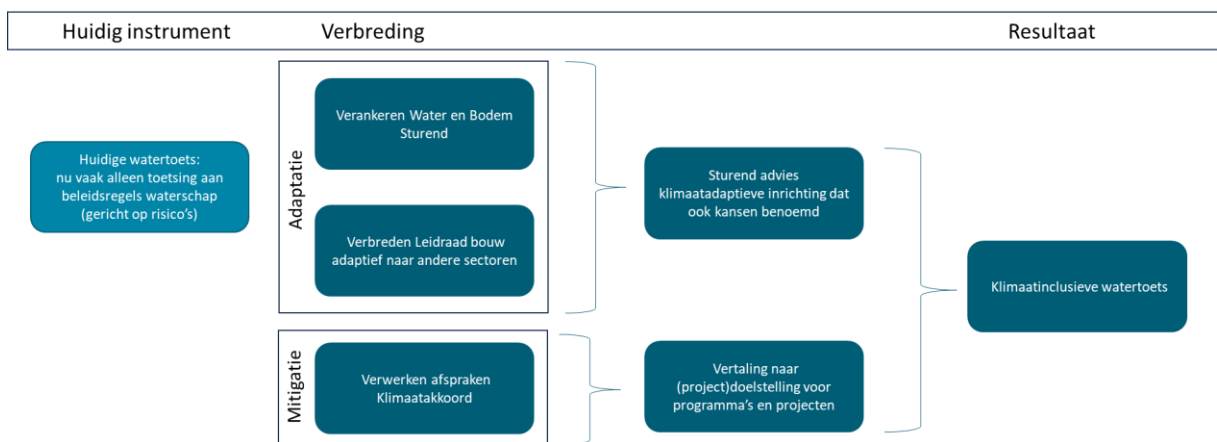 Huidig instrument
Verbreding
Resultaat
Adaptatie
Verankeren Water en Bodem
Sturend
Huidige watertoets:
nu vaak alleen toetsing aan
beleidsregels waterschap
(gericht op risico's)
Sturend advies
klimaatadaptieve inrichting dat
ook kansen benoemd
Verbreden Leidraad bouw
adaptief naar andere sectoren
Klimaatinclusieve watertoets
Mitigatie
Verwerken afspraken
Klimaatakkoord
Vertaling naar
(project)doelstelling voor
programma's en projecten